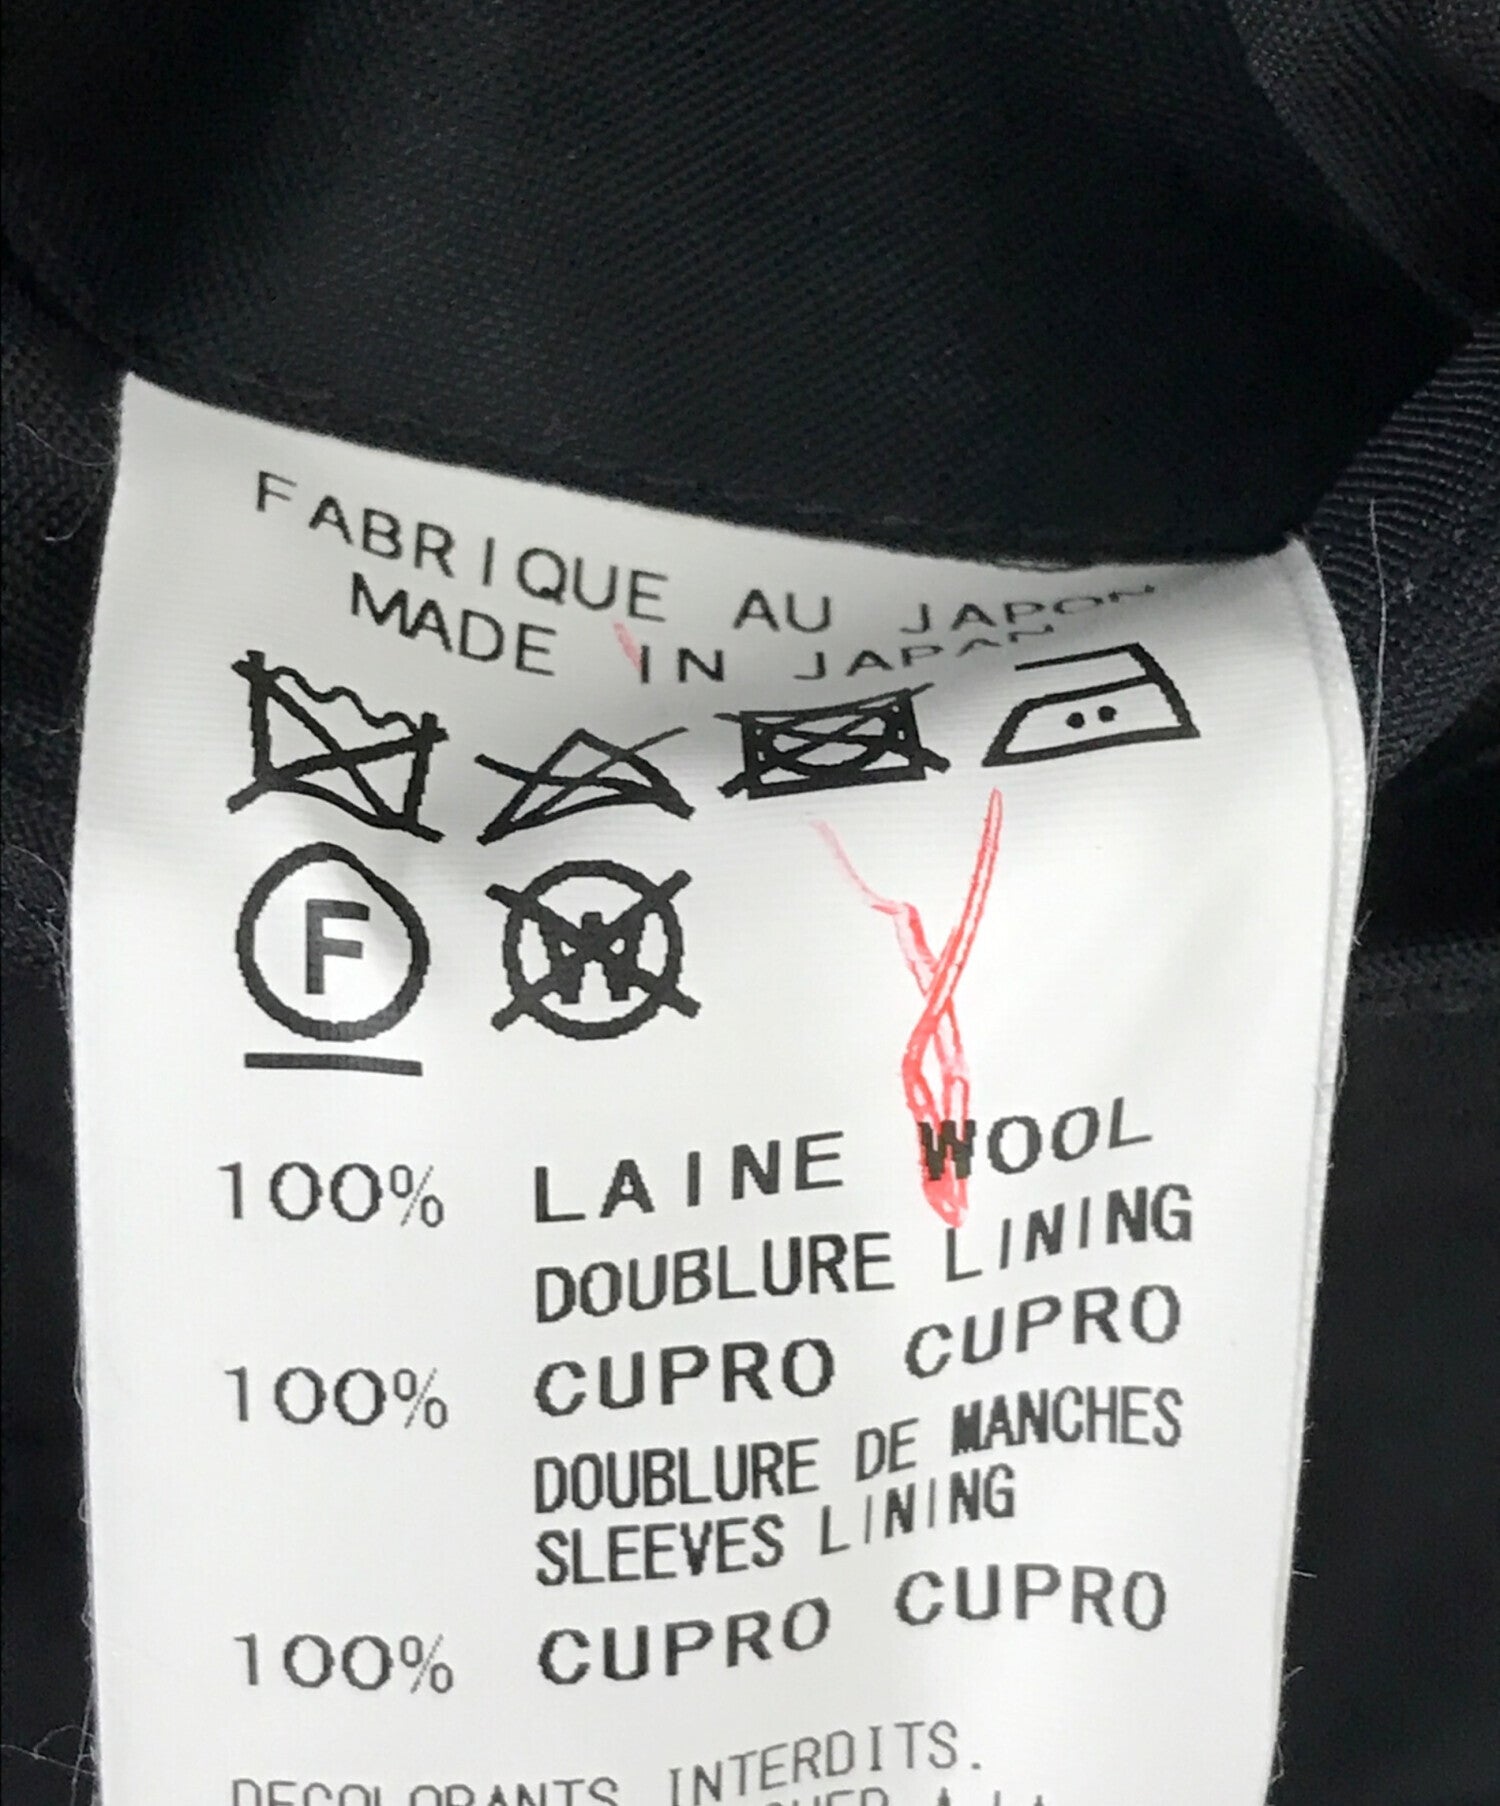 FABRIQUE AU JAPON
MADE IN JAPAN
F W
100% LAINE WOOL
DOUBLURE LINING
100% CUPRO CUPRO
DOUBLURE DE MANCHES
SLEEVES LINING
100% CUPRO CUPRO
DECOLORANTS INTERDITS.